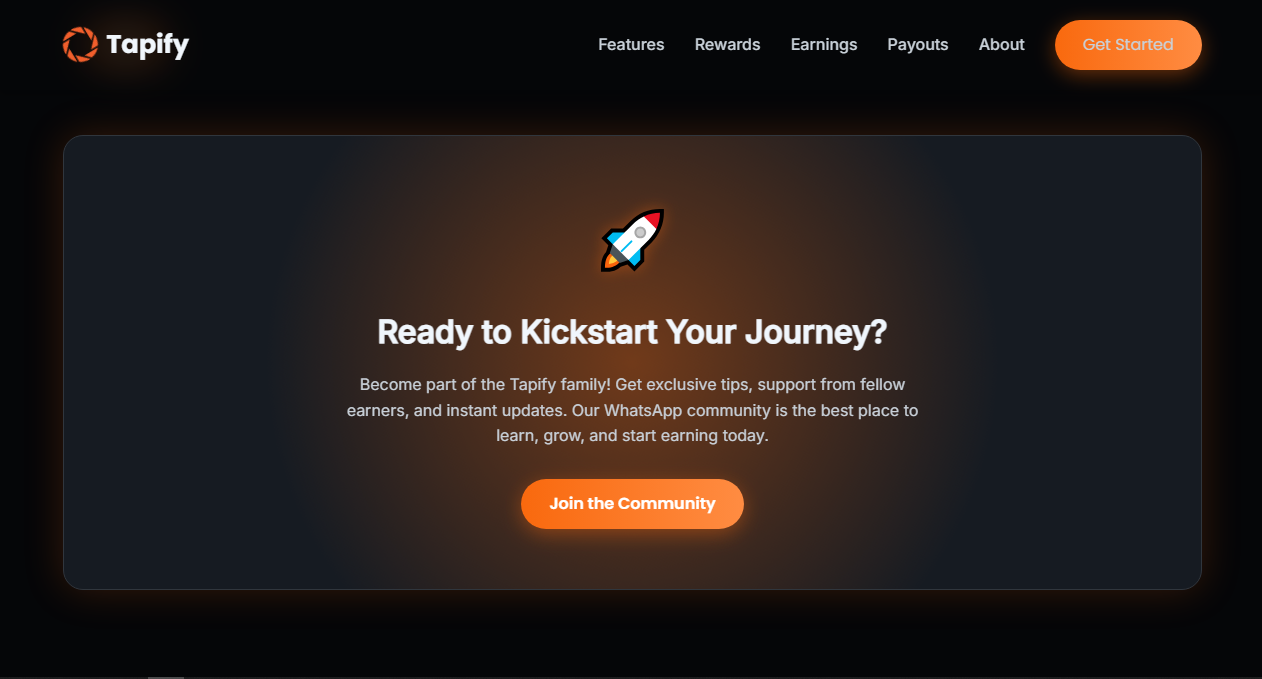 Tapify
Features Rewards Earnings Payouts About Get Started
Ready to Kickstart Your Journey?
Become part of the Tapify family! Get exclusive tips, support from fellow
earners, and instant updates. Our WhatsApp community is the best place to
learn, grow, and start earning today.
Join the Community